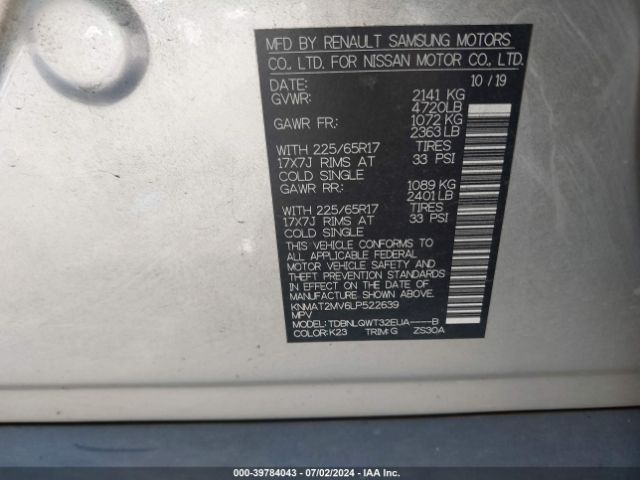 MFD BY RENAULT SAMSUNG MOTORS
CO., LTD. FOR NISSAN MOTOR CO., LTD.
DATE: 10 / 19
GVWR: 2141 KG
4720LB
GAWR FR: 1072 KG
2363 LB
WITH 225/65R17 TIRES
17X7J RIMS AT 33 PSI
COLD SINGLE
GAWR RR: 1089 KG
2401 LB
WITH 225/65R17 TIRES
17X7J RIMS AT 33 PSI
COLD SINGLE
THIS VEHICLE CONFORMS TO
ALL APPLICABLE FEDERAL
MOTOR VEHICLE SAFETY AND
THEFT PREVENTION STANDARDS
IN EFFECT ON THE DATE OF
MANUFACTURE SHOWN ABOVE.
KNMAT2MV6LP522639
MPV
MODEL: TDBNLQWT32EUA----B
COLOR: K23 TRIM: G ZS30A
000-39784043 - 07/02/2024 - IAA Inc.